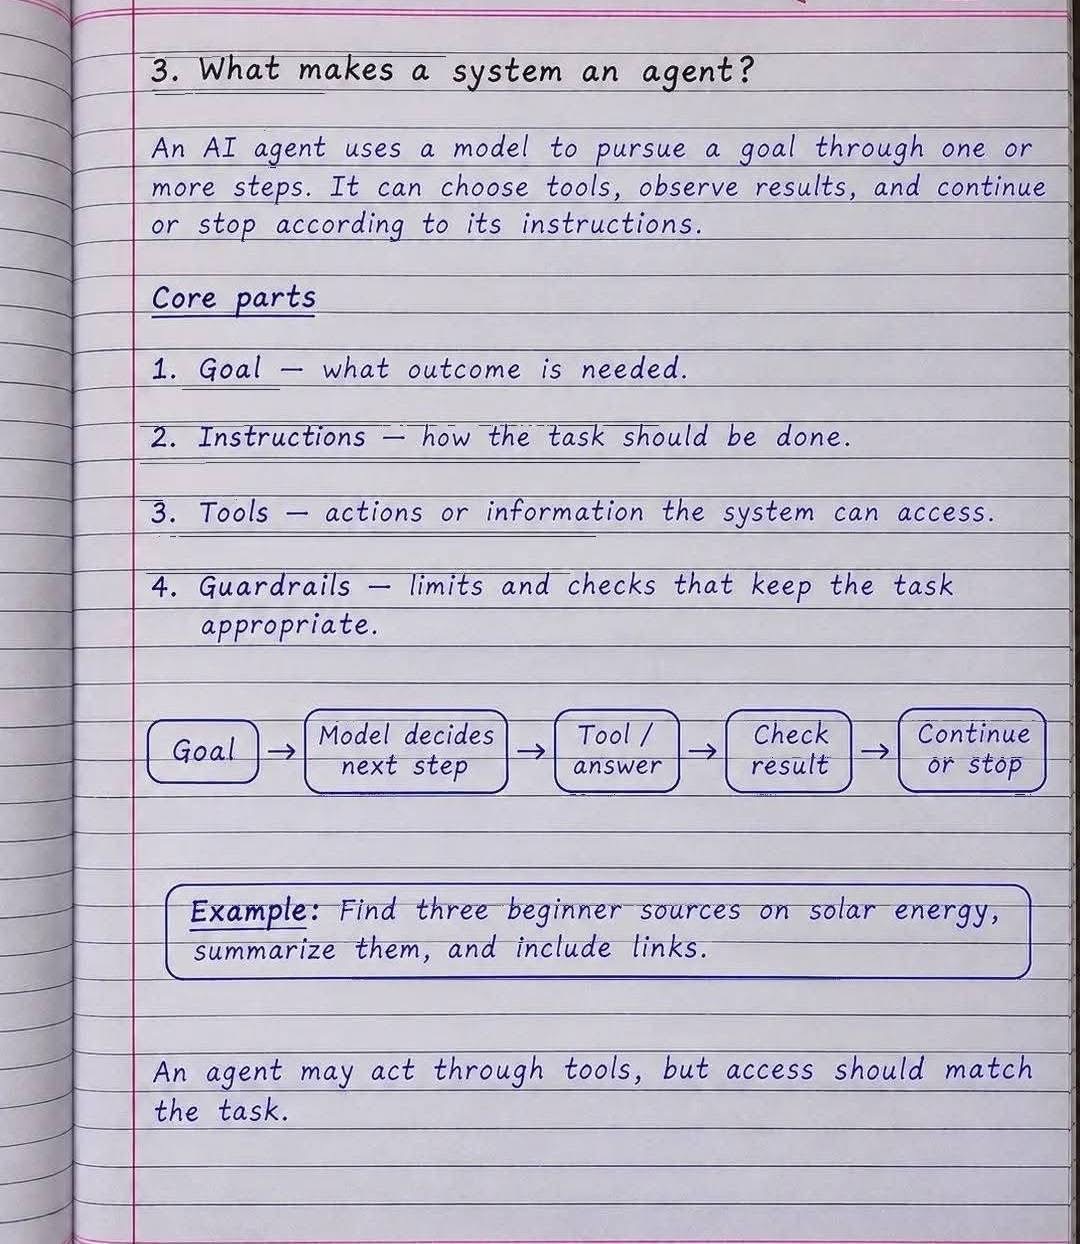 3. What makes a system an agent?
An AI agent uses a model to pursue a goal through one or
more steps. It can choose tools, observe results, and continue
or stop according to its instructions.
Core parts
1. Goal — what outcome is needed.
2. Instructions — how the task should be done.
3. Tools — actions or information the system can access.
4. Guardrails — limits and checks that keep the task
appropriate.
Goal → Model decides next step → Tool / answer → Check result → Continue or stop
Example: Find three beginner sources on solar energy,
summarize them, and include links.
An agent may act through tools, but access should match
the task.